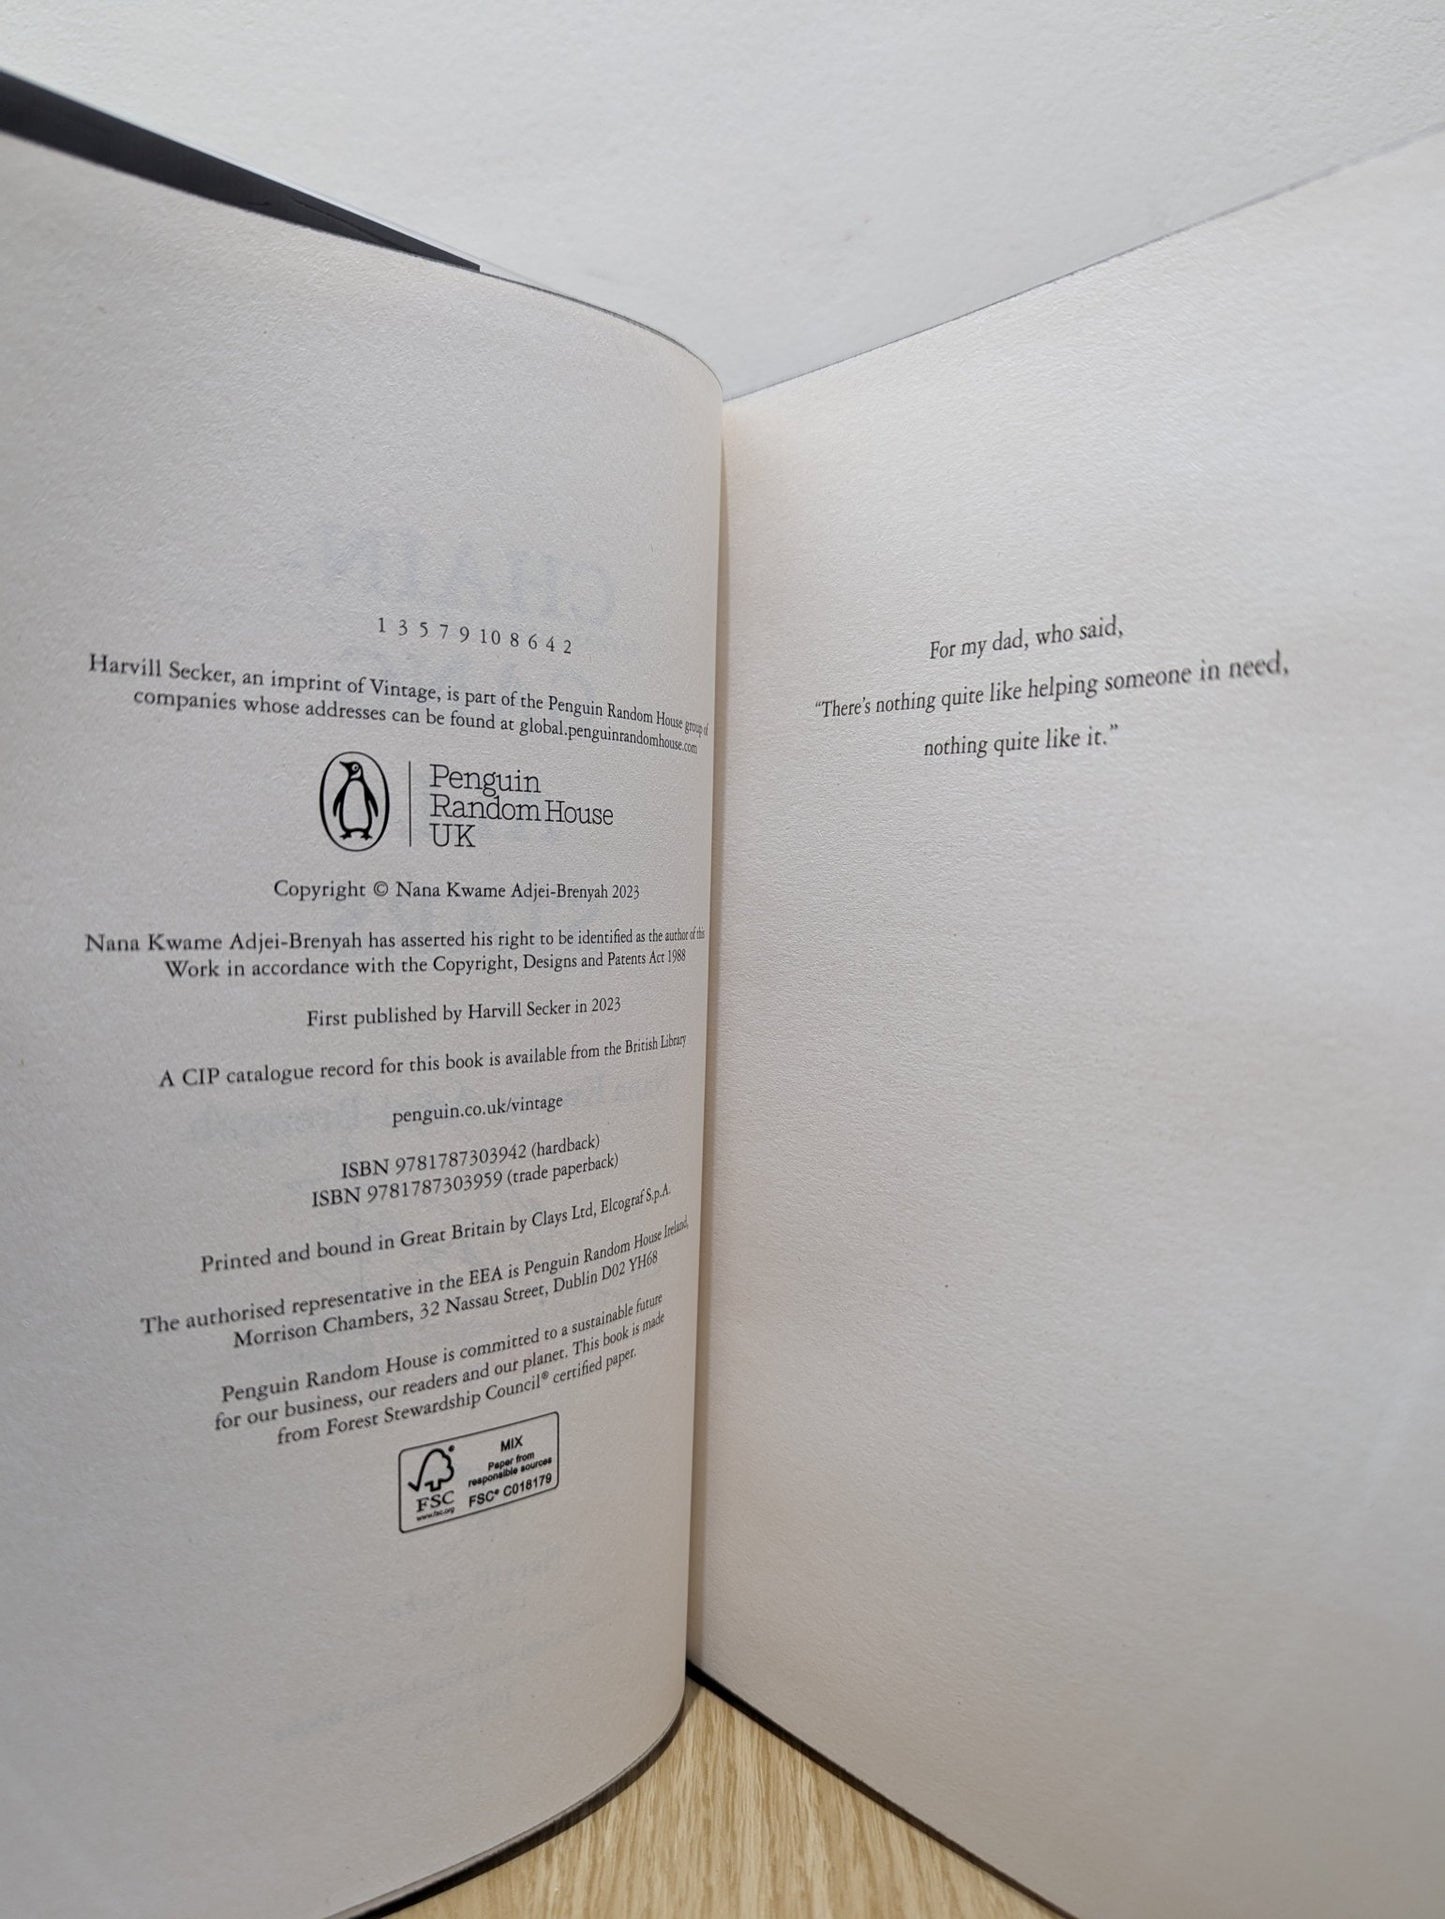 1 3 5 7 9 10 8 6 4 2
Harvill Secker, an imprint of Vintage, is part of the Penguin Random House group of
companies whose addresses can be found at global.penguinrandomhouse.com
Penguin
Random House
UK
Copyright © Nana Kwame Adjei-Brenyah 2023
Nana Kwame Adjei-Brenyah has asserted his right to be identified as the author of this
Work in accordance with the Copyright, Designs and Patents Act 1988
First published by Harvill Secker in 2023
A CIP catalogue record for this book is available from the British Library
penguin.co.uk/vintage
ISBN 9781787303942 (hardback)
ISBN 9781787303959 (trade paperback)
Printed and bound in Great Britain by Clays Ltd, Elcograf S.p.A.
The authorised representative in the EEA is Penguin Random House Ireland,
Morrison Chambers, 32 Nassau Street, Dublin D02 YH68
Penguin Random House is committed to a sustainable future
for our business, our readers and our planet. This book is made
from Forest Stewardship Council® certified paper.
FSC
www.fsc.org
MIX
Paper from
responsible sources
FSC® C018179
For my dad, who said,
“There’s nothing quite like helping someone in need,
nothing quite like it.”